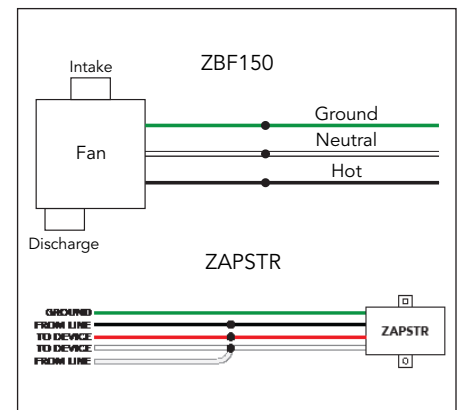 ZBF150
Intake
Ground
Neutral
Fan
Hot
Discharge
ZAPSTR
GROUND
FROM LINE
TO DEVICE
TO DEVICE
FROM LINE
ZAPSTR